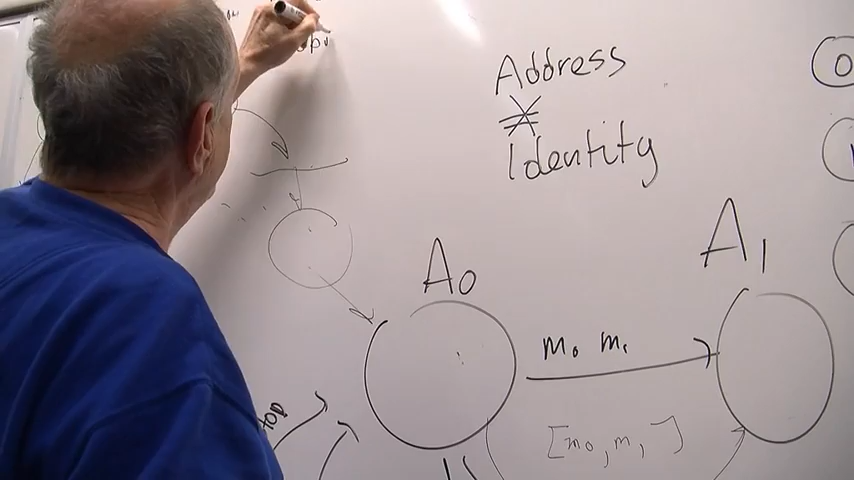 Address
≠
Identity
A₀
A₁
m₀ m₁
[m₀, m₁ ]